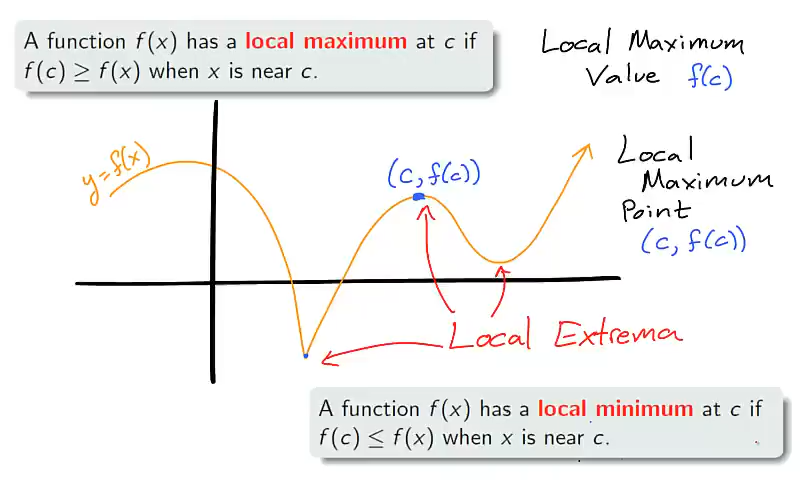 A function f(x) has a local maximum at c if
f(c) ≥ f(x) when x is near c.
Local Maximum
Value f(c)
y=f(x)
(c, f(c))
Local
Maximum
Point
(c, f(c))
Local Extrema
A function f(x) has a local minimum at c if
f(c) ≤ f(x) when x is near c.